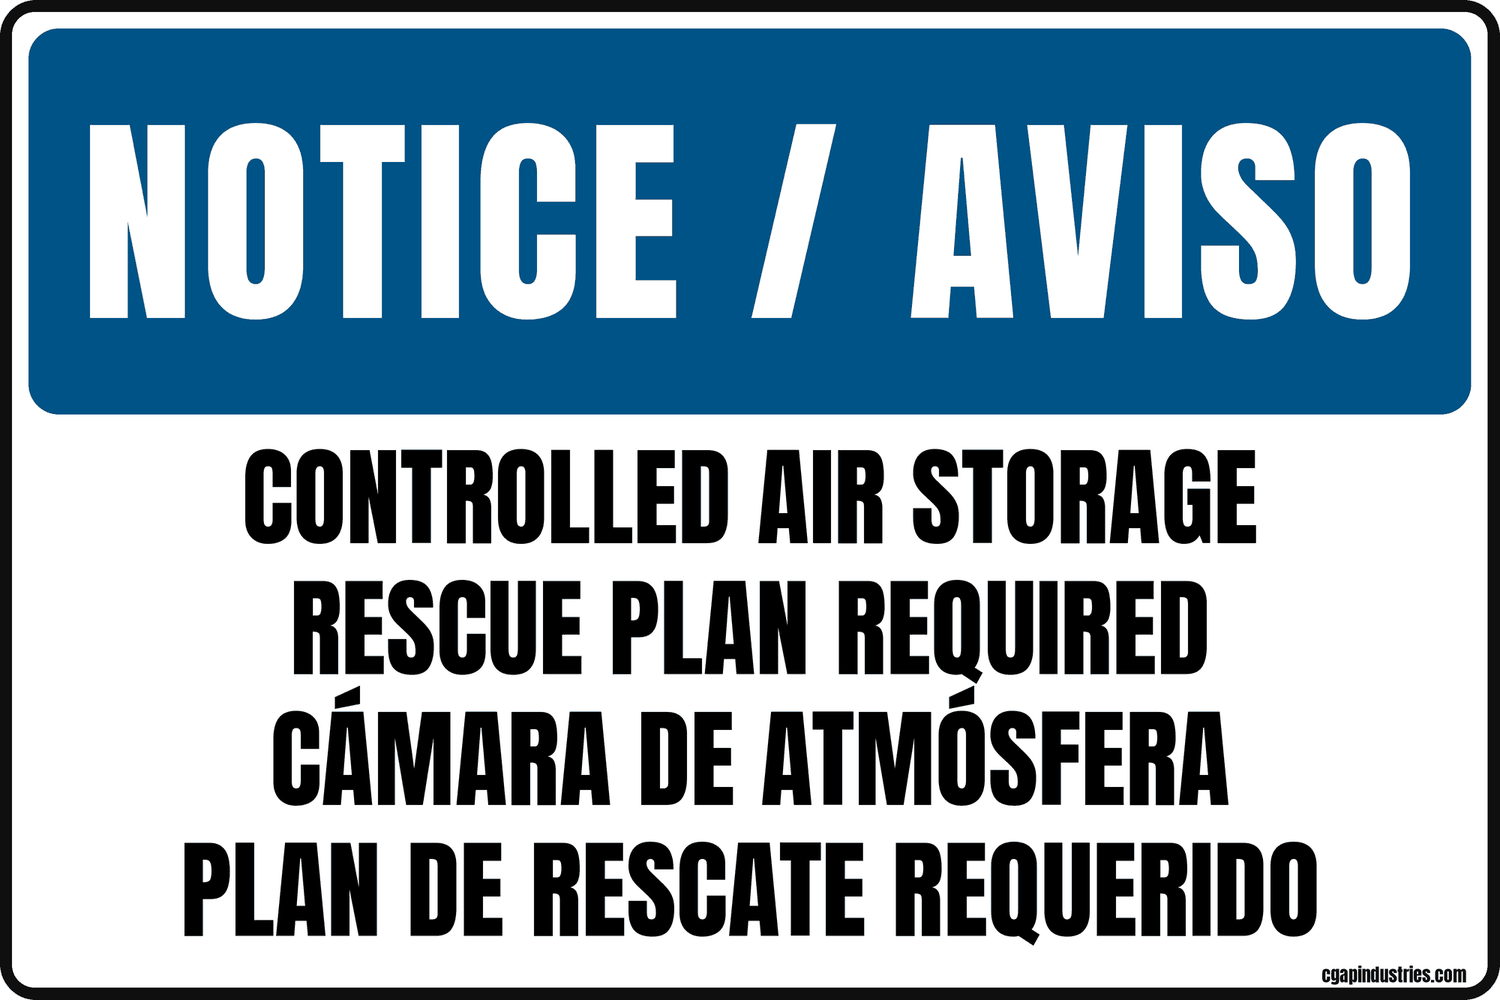 NOTICE / AVISO
CONTROLLED AIR STORAGE
RESCUE PLAN REQUIRED
CÁMARA DE ATMÓSFERA
PLAN DE RESCATE REQUERIDO
cgapindustries.com